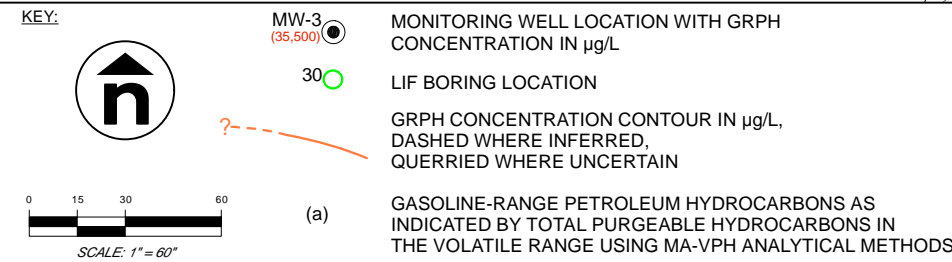 KEY:
n
0 15 30 60
SCALE: 1" = 60"
MW-3
(35,500)
MONITORING WELL LOCATION WITH GRPH
CONCENTRATION IN µg/L
30
LIF BORING LOCATION
?
GRPH CONCENTRATION CONTOUR IN µg/L,
DASHED WHERE INFERRED,
QUERRIED WHERE UNCERTAIN
(a)
GASOLINE-RANGE PETROLEUM HYDROCARBONS AS
INDICATED BY TOTAL PURGEABLE HYDROCARBONS IN
THE VOLATILE RANGE USING MA-VPH ANALYTICAL METHODS